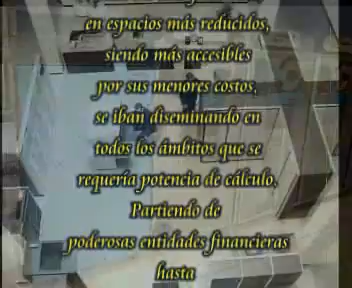 en espacios más reducidos,
siendo más accesibles
por sus menores costos,
se iban diseminando en
todos los ámbitos que se
requería potencia de cálculo.
Partiendo de
poderosas entidades financieras
hasta